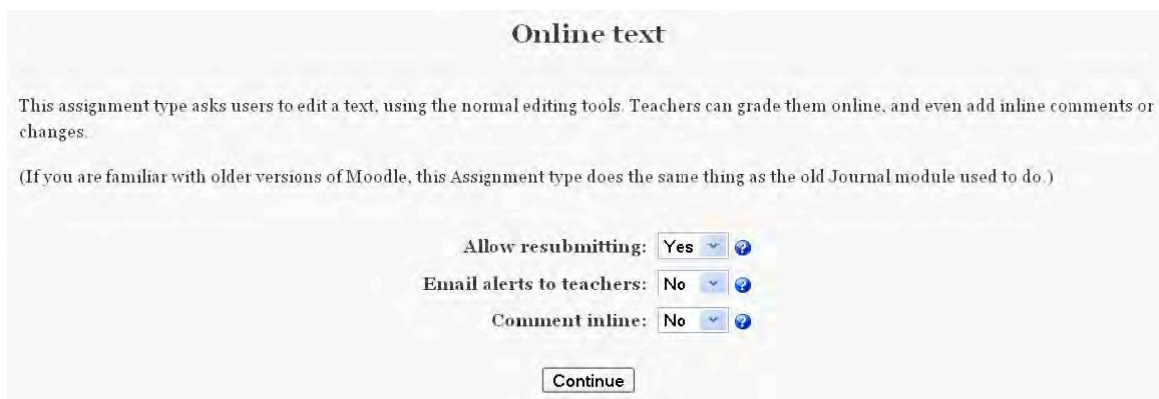 Online text
This assignment type asks users to edit a text, using the normal editing tools. Teachers can grade them online, and even add inline comments or
changes.
(If you are familiar with older versions of Moodle, this Assignment type does the same thing as the old Journal module used to do.)
Allow resubmitting: Yes
Email alerts to teachers: No
Comment inline: No
Continue